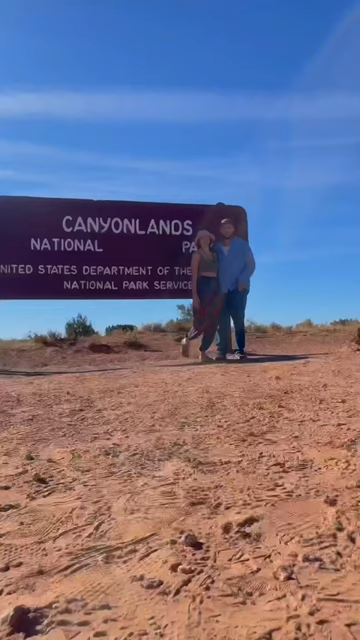 CANYONLANDS
NATIONAL PA
UNITED STATES DEPARTMENT OF THE
NATIONAL PARK SERVICE